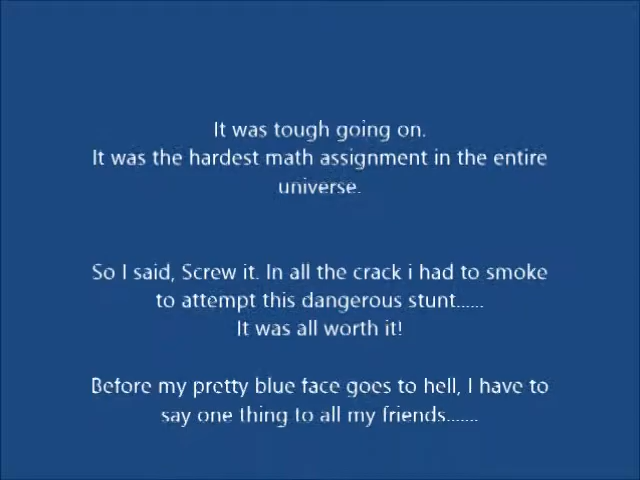 It was tough going on.
It was the hardest math assignment in the entire
universe.
So I said, Screw it. In all the crack i had to smoke
to attempt this dangerous stunt......
It was all worth it!
Before my pretty blue face goes to hell, I have to
say one thing to all my friends.......